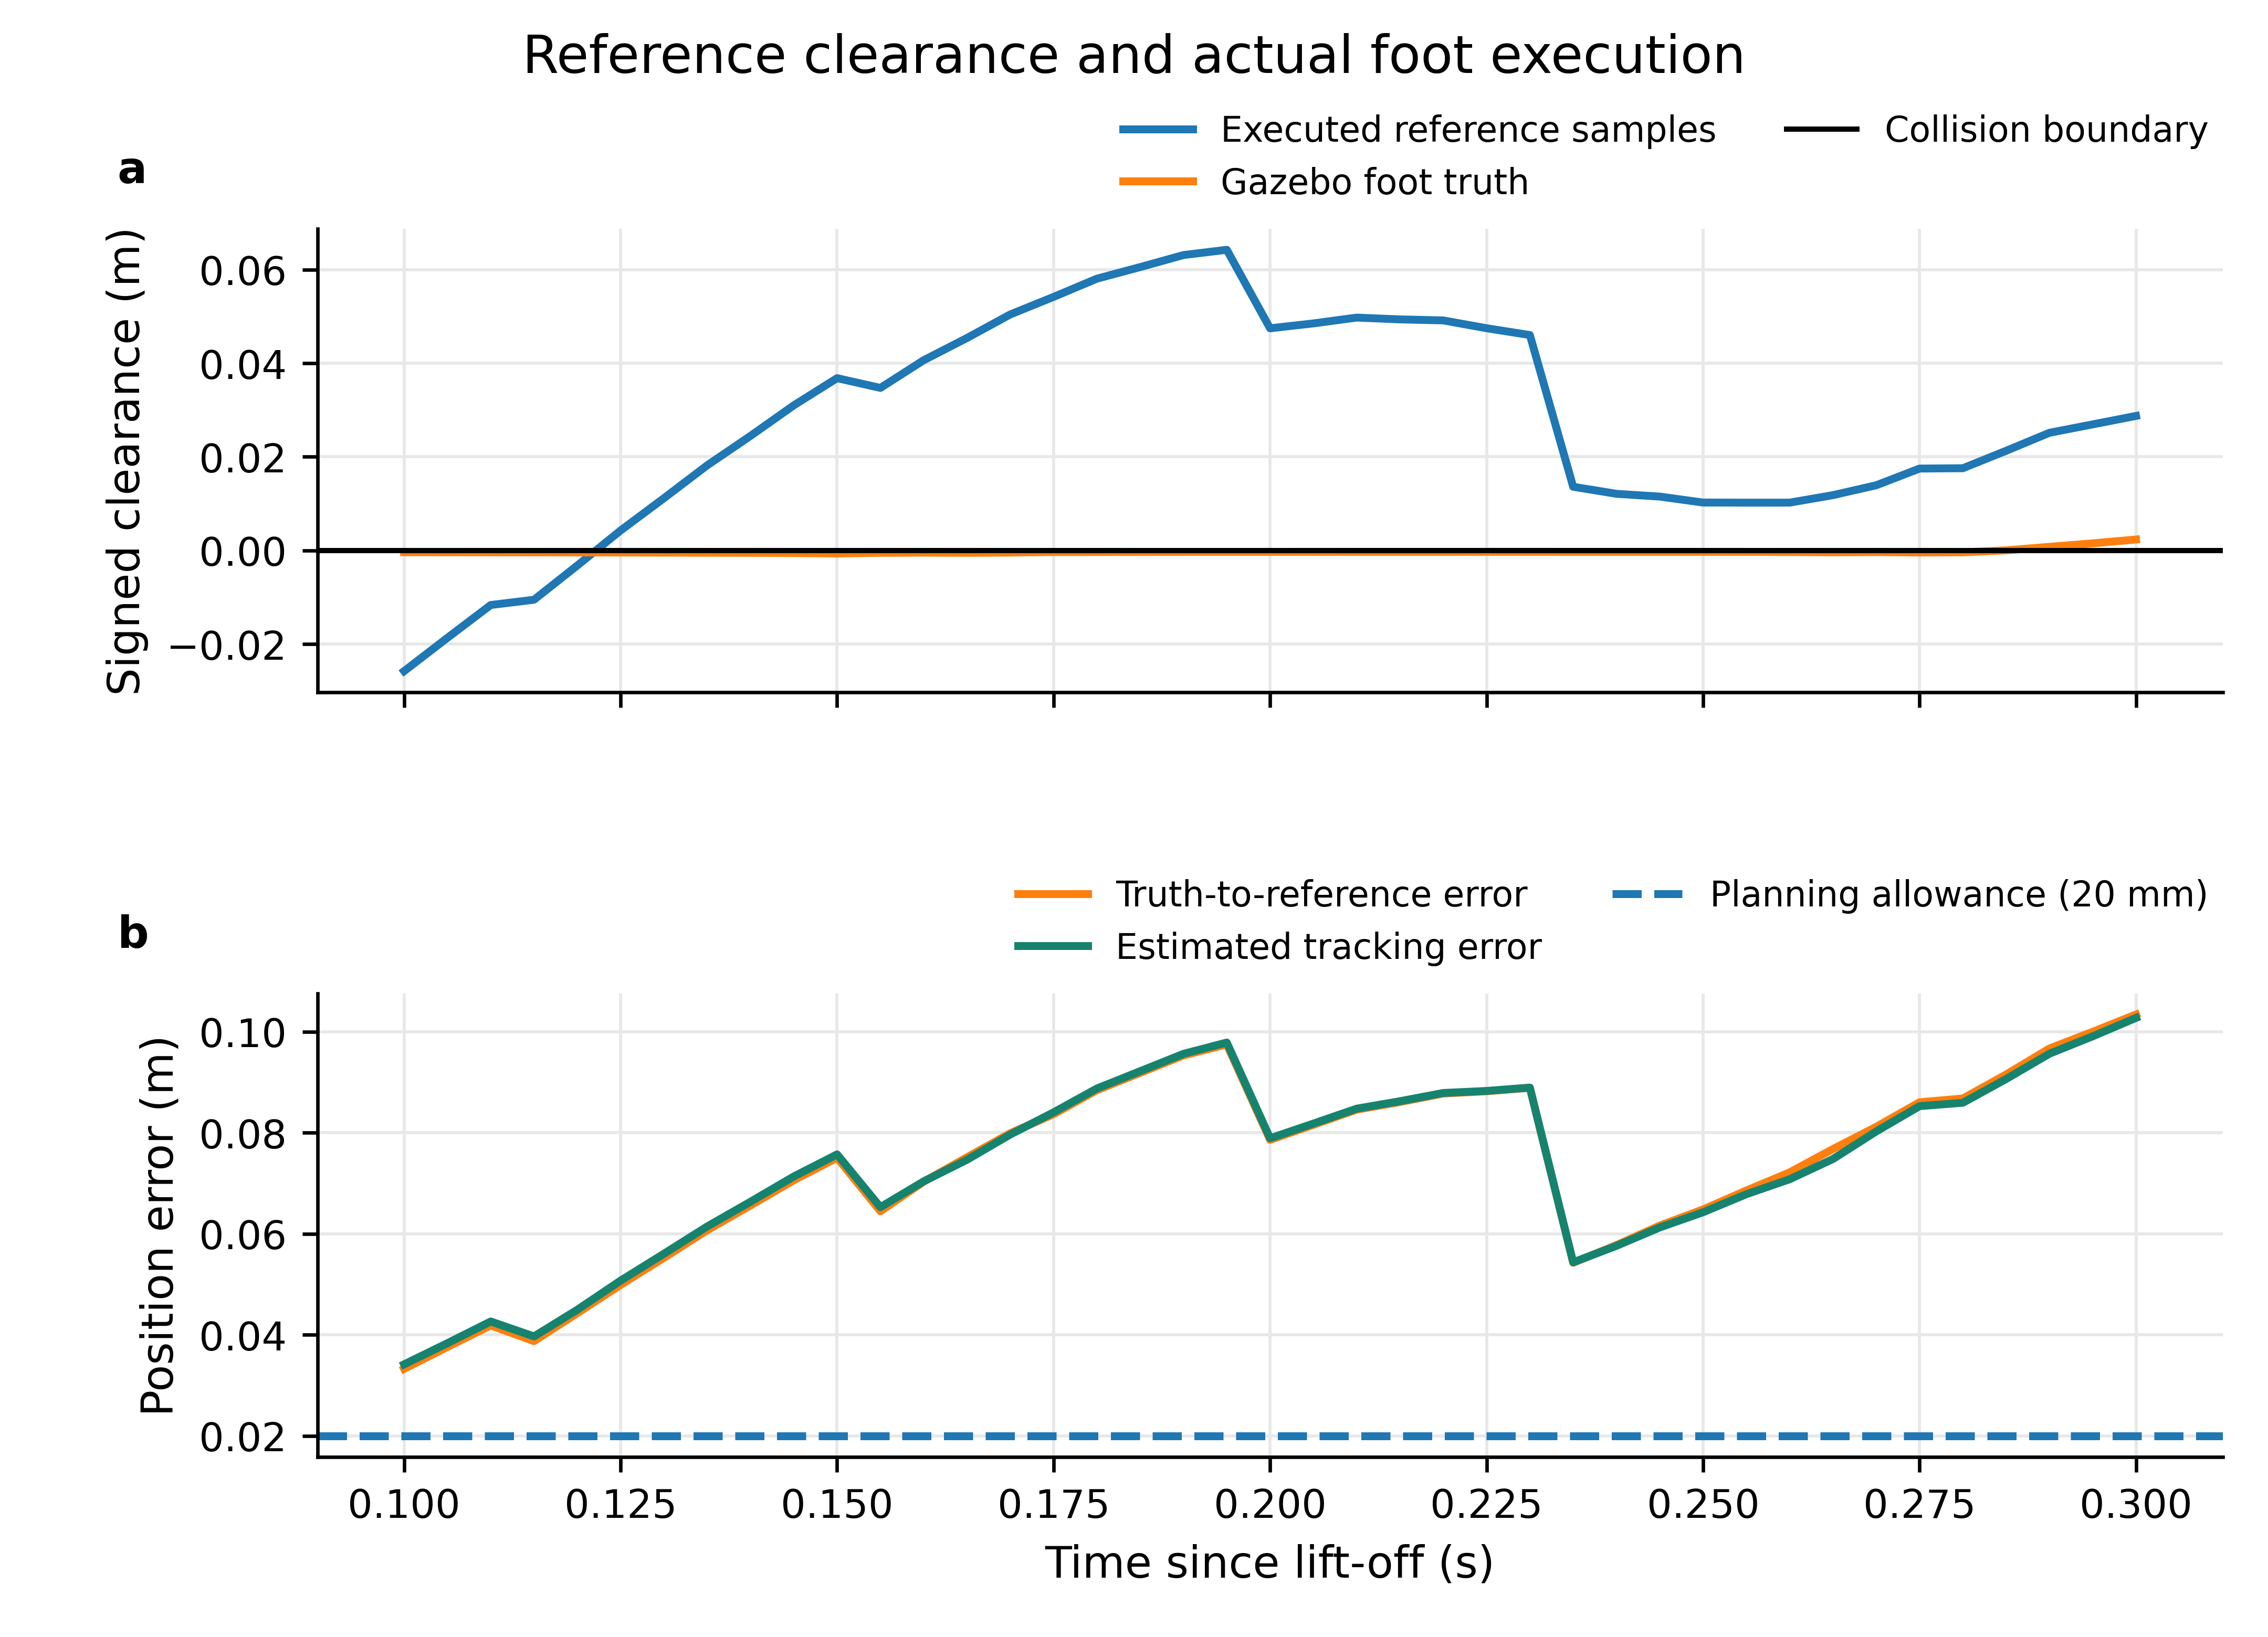 Reference clearance and actual foot execution
Executed reference samples
Gazebo foot truth
Collision boundary
a
Signed clearance (m)
0.06
0.04
0.02
0.00
−0.02
Truth-to-reference error
Estimated tracking error
Planning allowance (20 mm)
b
Position error (m)
0.10
0.08
0.06
0.04
0.02
0.100 0.125 0.150 0.175 0.200 0.225 0.250 0.275 0.300
Time since lift-off (s)